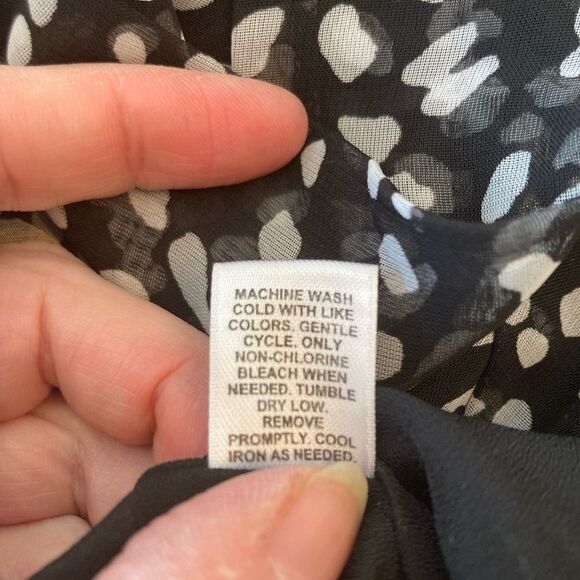 MACHINE WASH
COLD WITH LIKE
COLORS. GENTLE
CYCLE. ONLY
NON-CHLORINE
BLEACH WHEN
NEEDED. TUMBLE
DRY LOW.
REMOVE
PROMPTLY. COOL
IRON AS NEEDED.